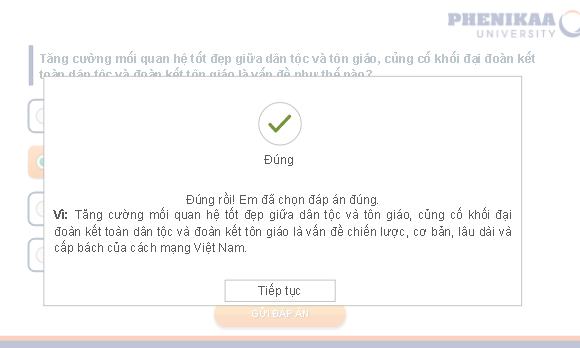 PHENIKAA
UNIVERSITY
Tăng cường mối quan hệ tốt đẹp giữa dân tộc và tôn giáo, củng cố khối đại đoàn kết
toàn dân tộc và đoàn kết tôn giáo là vấn đề như thế nào?
Đúng
Đúng rồi! Em đã chọn đáp án đúng.
Vì: Tăng cường mối quan hệ tốt đẹp giữa dân tộc và tôn giáo, củng cố khối đại
đoàn kết toàn dân tộc và đoàn kết tôn giáo là vấn đề chiến lược, cơ bản, lâu dài và
cấp bách của cách mạng Việt Nam.
Tiếp tục
GỬI ĐÁP ÁN